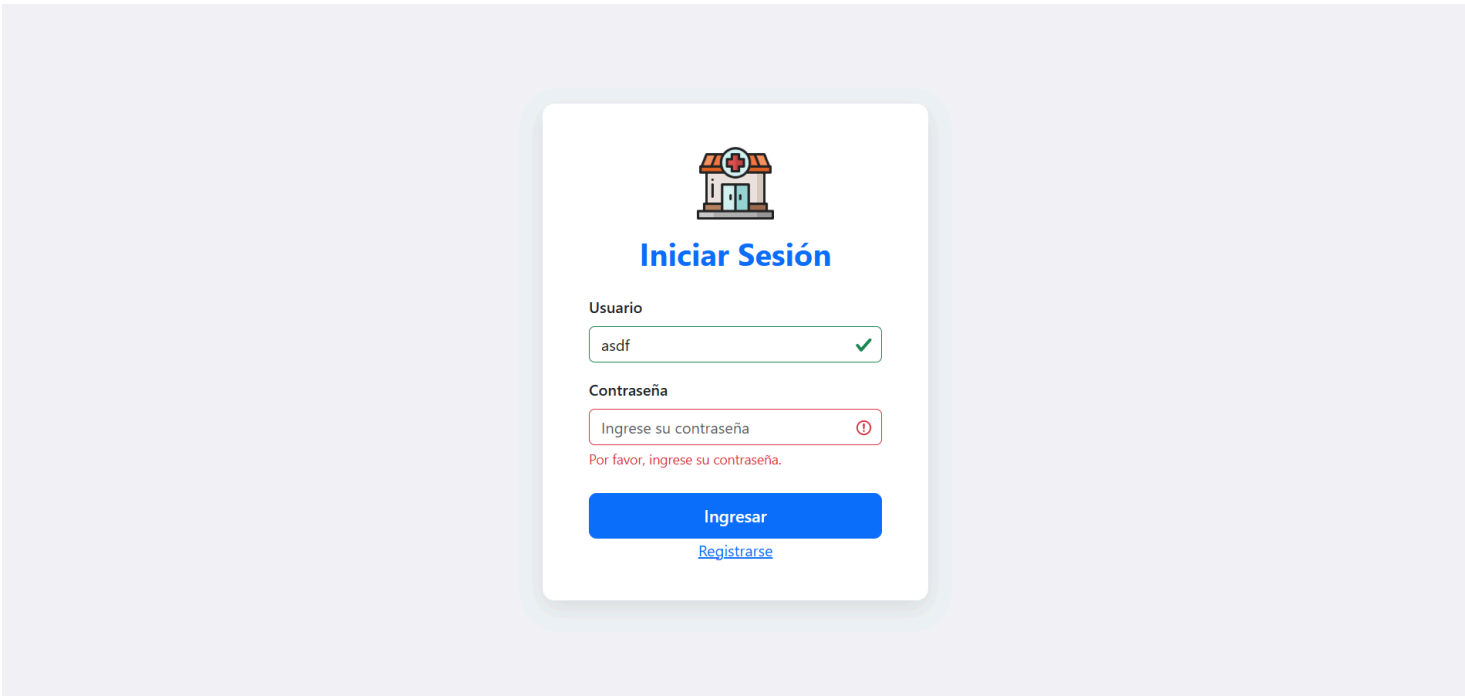 Iniciar Sesión
Usuario
asdf
Contraseña
Ingrese su contraseña
Por favor, ingrese su contraseña.
Ingresar
Registrarse